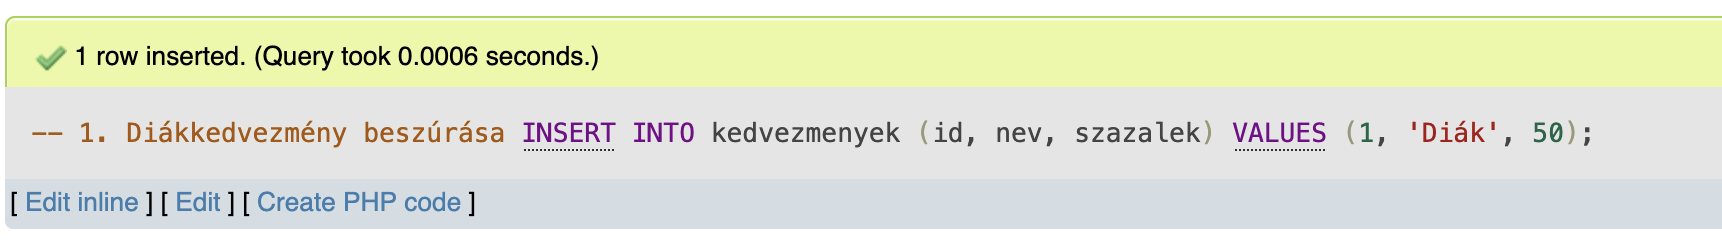 1 row inserted. (Query took 0.0006 seconds.)
-- 1. Diákkedvezmény beszúrása INSERT INTO kedvezmenyek (id, nev, szazalek) VALUES (1, 'Diák', 50);
[ Edit inline ] [ Edit ] [ Create PHP code ]